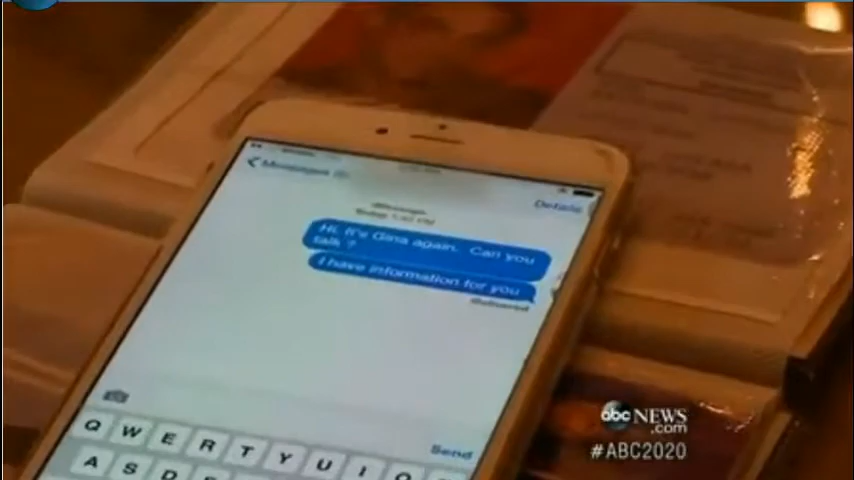 Messages
Details
iMessage
Hi, it's Gina again. Can you
talk ?
I have information for you
Delivered
Send
Q W E R T Y U I O
A S D
abc NEWS
.com
#ABC2020